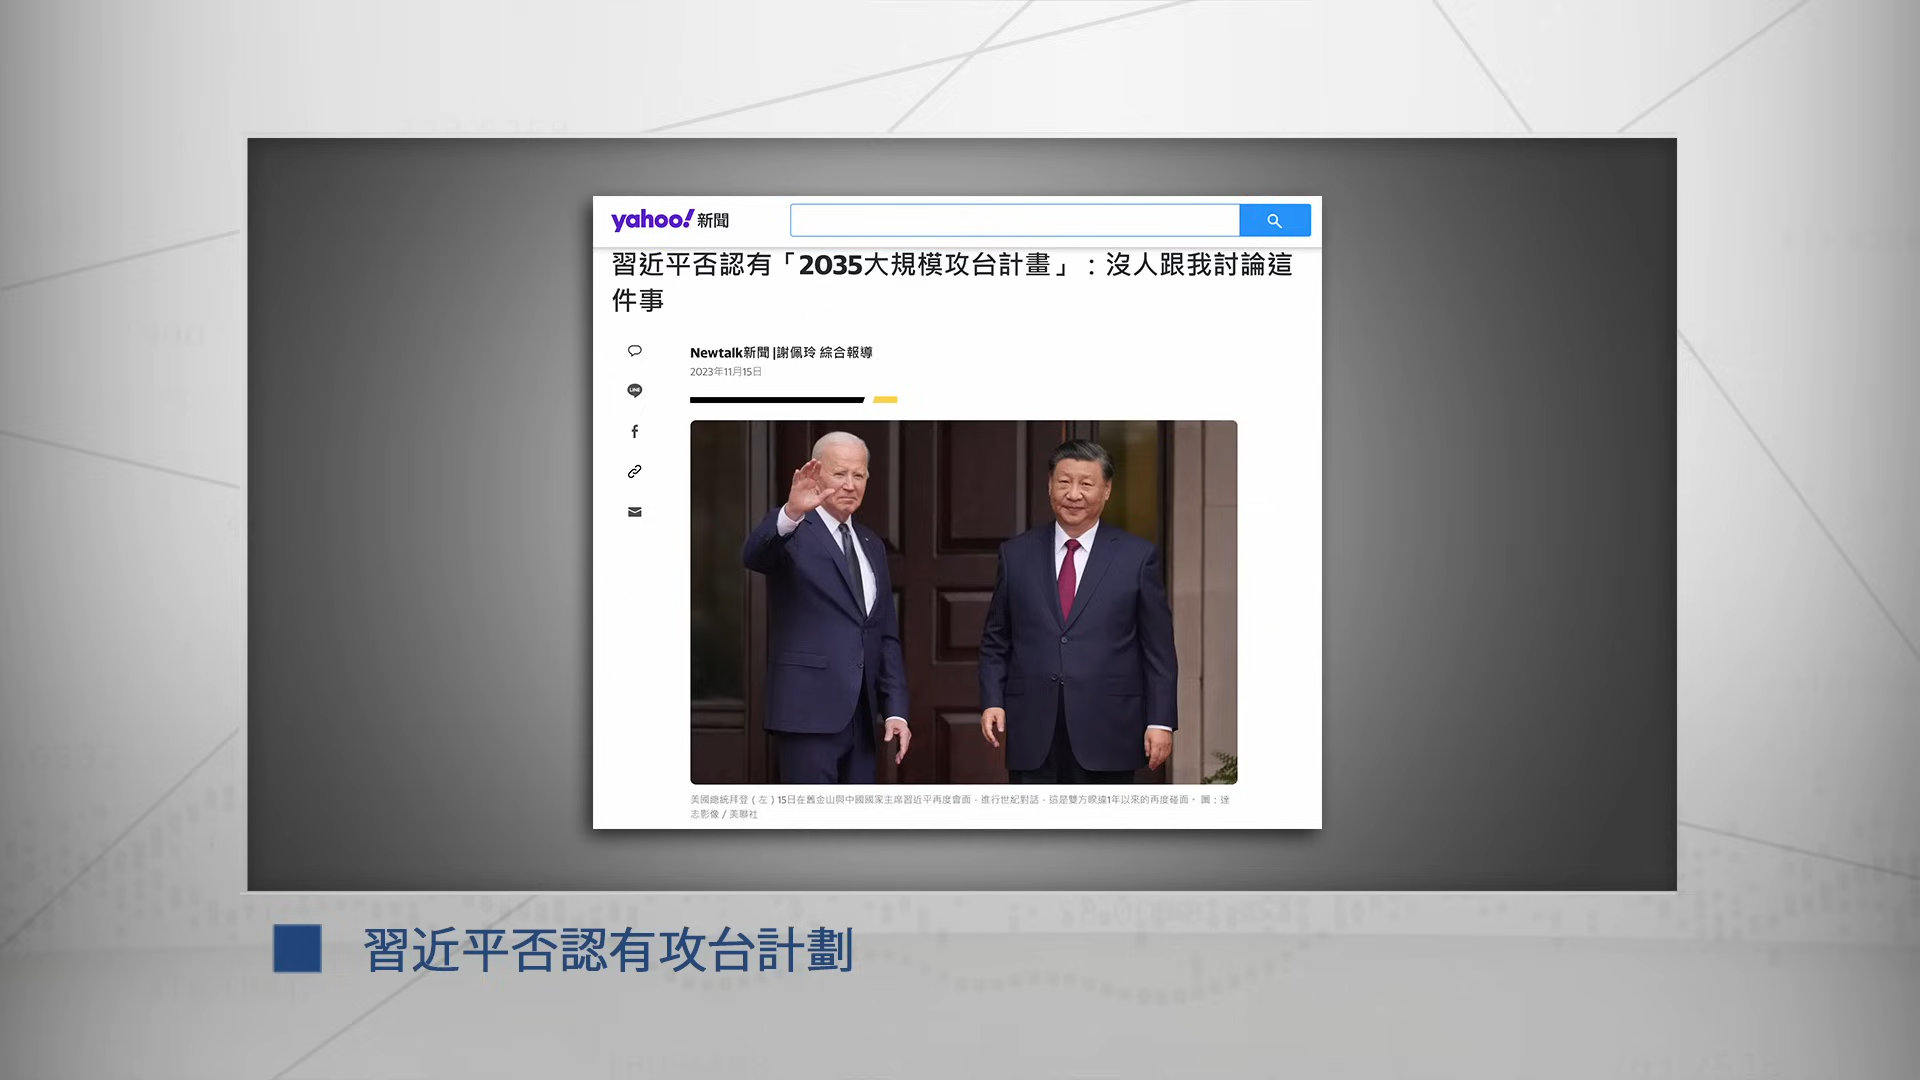 yahoo!新聞
習近平否認有「2035大規模攻台計畫」：沒人跟我討論這
件事
Newtalk新聞 |謝佩玲 綜合報導
2023年11月15日
LINE
美國總統拜登（左）15日在舊金山與中國國家主席習近平再度會面，進行世紀對話，這是雙方睽違1年以來的再度碰面。 圖：達
志影像 / 美聯社
習近平否認有攻台計劃